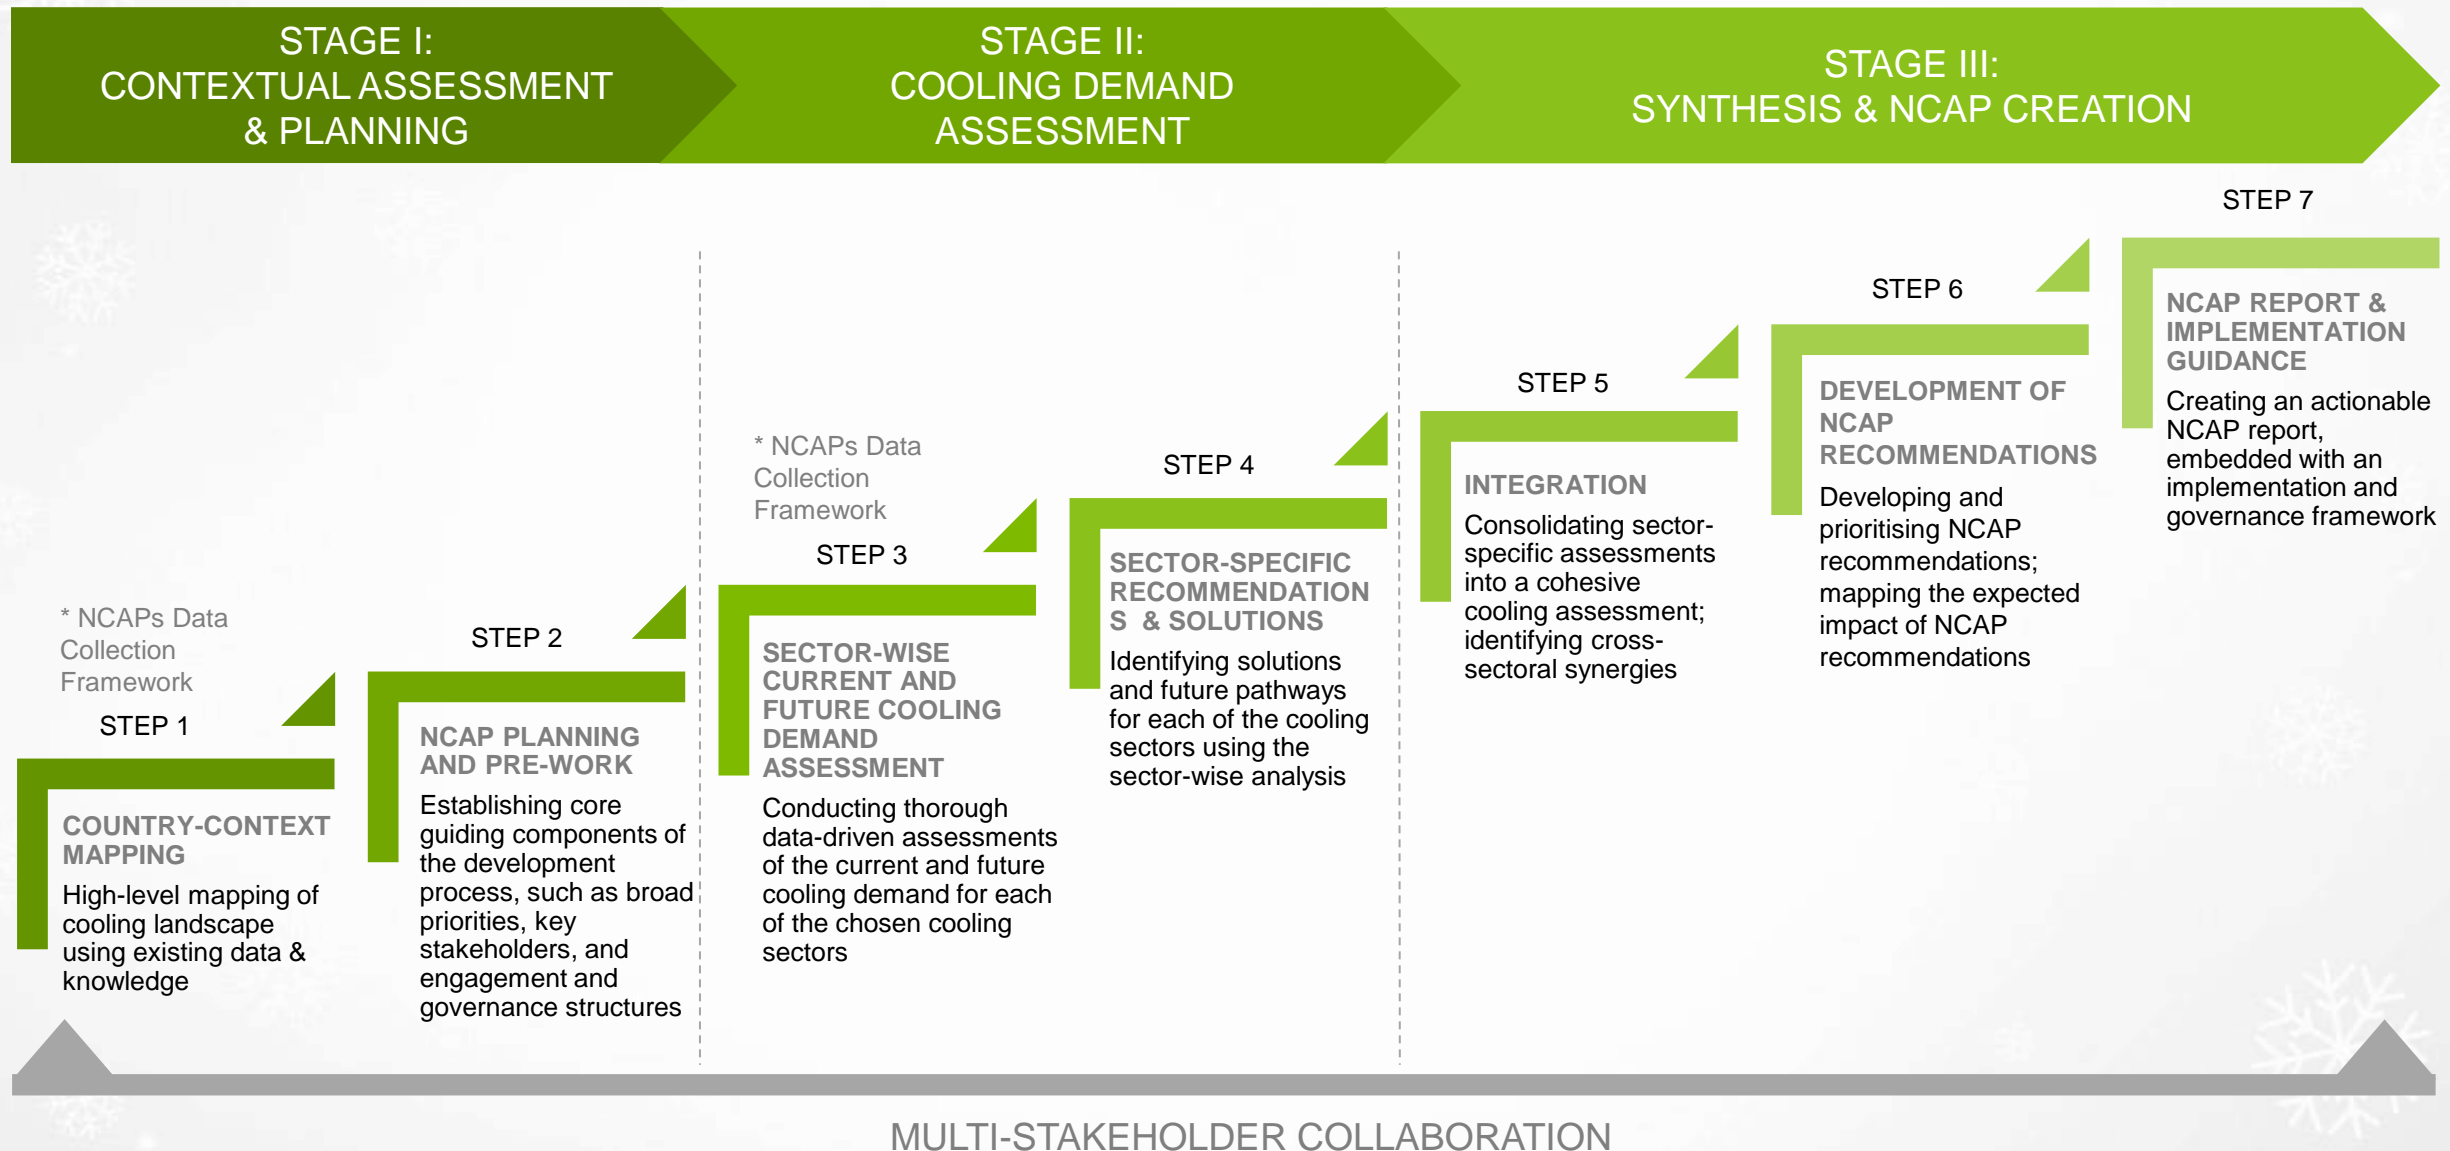 STAGE I:
CONTEXTUAL ASSESSMENT
& PLANNING
STAGE II:
COOLING DEMAND
ASSESSMENT
STAGE III:
SYNTHESIS & NCAP CREATION
* NCAPs Data
Collection
Framework
STEP 1
COUNTRY-CONTEXT
MAPPING
High-level mapping of
cooling landscape
using existing data &
knowledge
STEP 2
NCAP PLANNING
AND PRE-WORK
Establishing core
guiding components of
the development
process, such as broad
priorities, key
stakeholders, and
engagement and
governance structures
* NCAPs Data
Collection
Framework
STEP 3
SECTOR-WISE
CURRENT AND
FUTURE COOLING
DEMAND
ASSESSMENT
Conducting thorough
data-driven assessments
of the current and future
cooling demand for each
of the chosen cooling
sectors
STEP 4
SECTOR-SPECIFIC
RECOMMENDATION
S & SOLUTIONS
Identifying solutions
and future pathways
for each of the cooling
sectors using the
sector-wise analysis
STEP 5
INTEGRATION
Consolidating sector-
specific assessments
into a cohesive
cooling assessment;
identifying cross-
sectoral synergies
STEP 6
DEVELOPMENT OF
NCAP
RECOMMENDATIONS
Developing and
prioritising NCAP
recommendations;
mapping the expected
impact of NCAP
recommendations
STEP 7
NCAP REPORT &
IMPLEMENTATION
GUIDANCE
Creating an actionable
NCAP report,
embedded with an
implementation and
governance framework
MULTI-STAKEHOLDER COLLABORATION